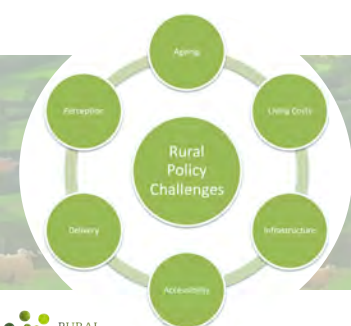 Ageing
Living Costs
Infrastructure
Accessibility
Delivery
Perception
Rural
Policy
Challenges
RURAL